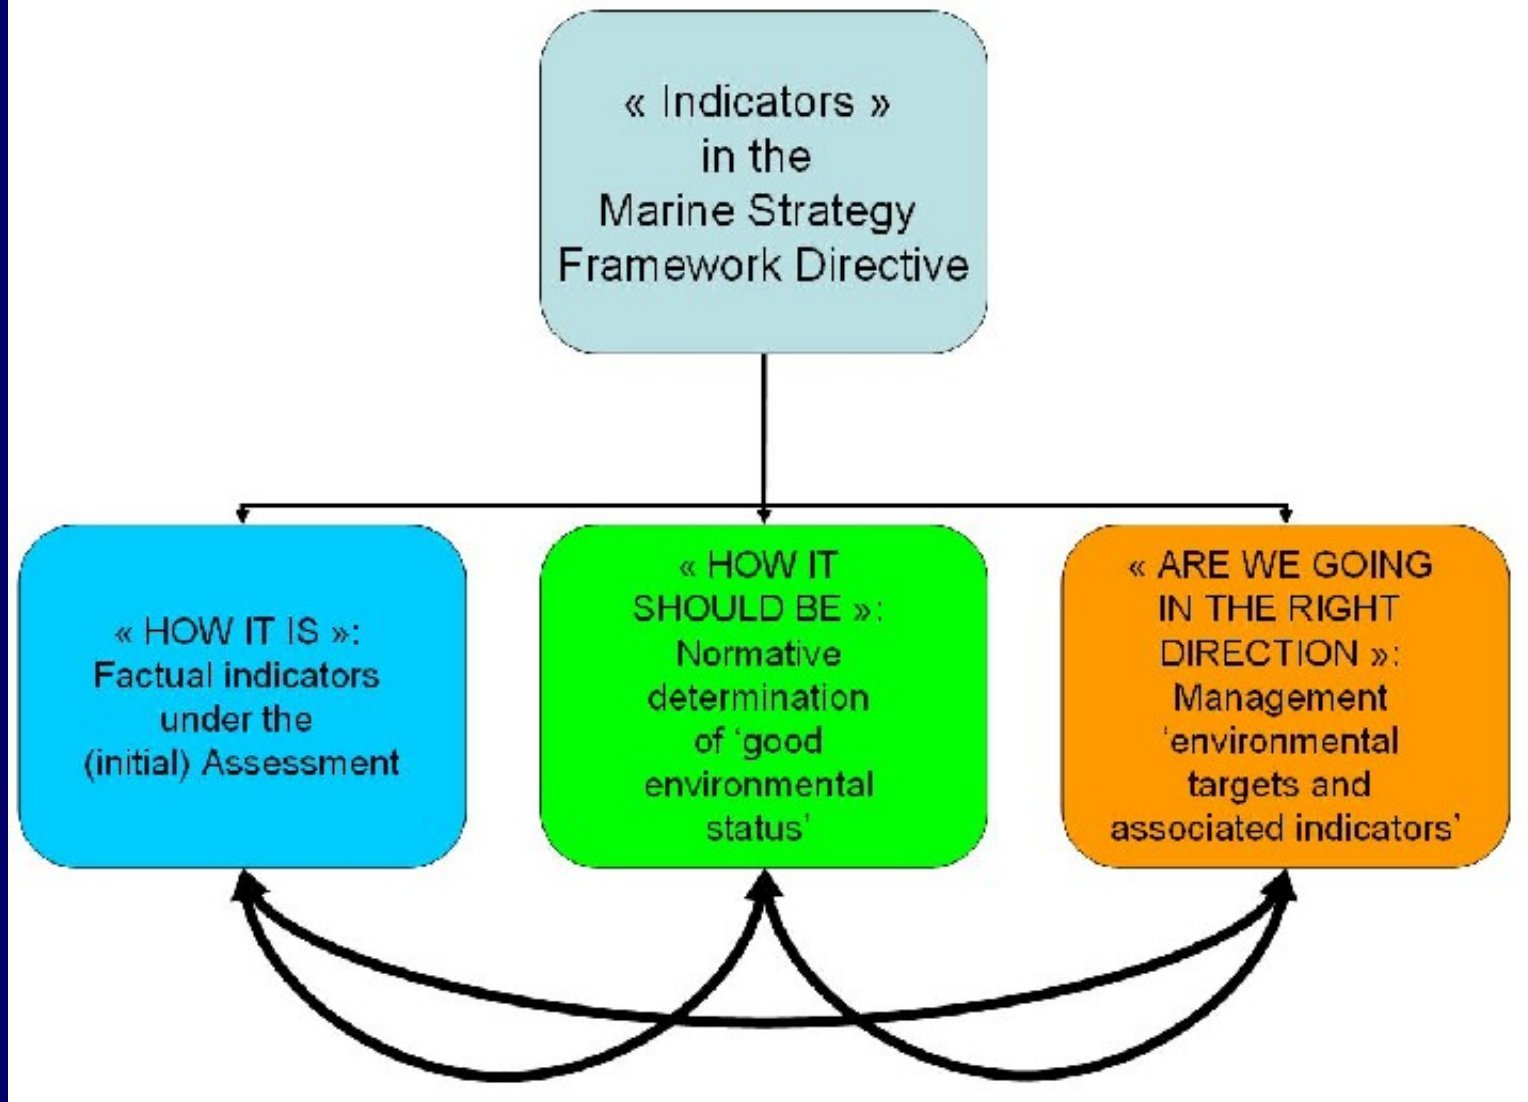 « Indicators »
in the
Marine Strategy
Framework Directive
« HOW IT IS »:
Factual indicators
under the
(initial) Assessment
« HOW IT
SHOULD BE »:
Normative
determination
of ‘good
environmental
status’
« ARE WE GOING
IN THE RIGHT
DIRECTION »:
Management
‘environmental
targets and
associated indicators’